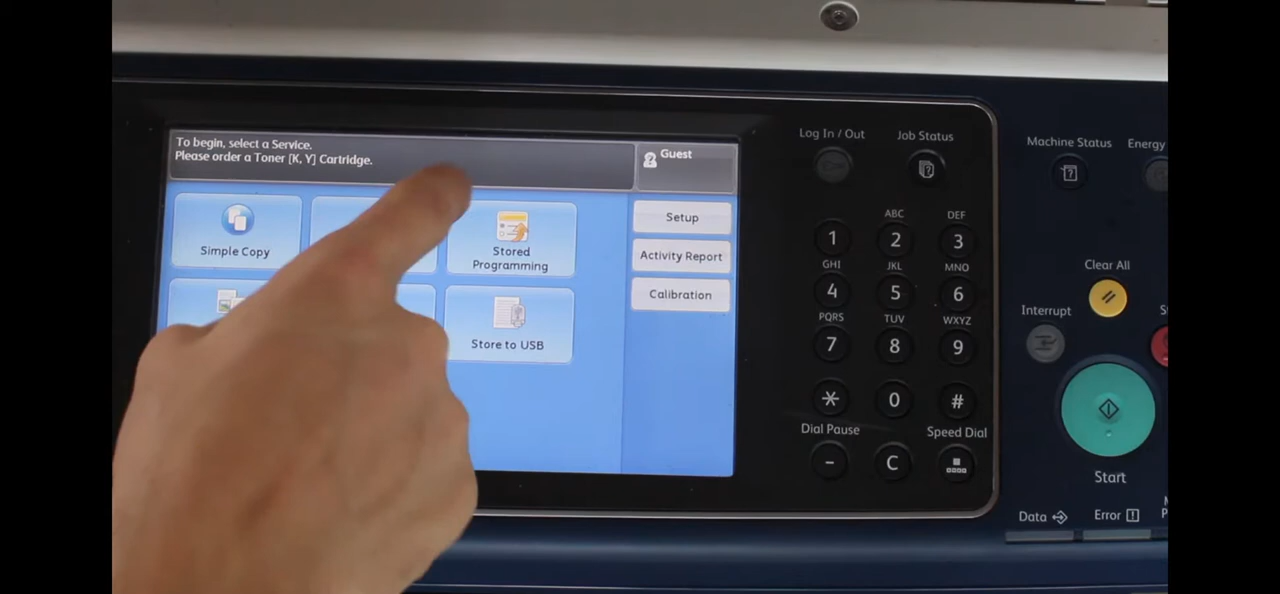 To begin, select a Service.
Please order a Toner [K, Y] Cartridge.
Guest
Simple Copy
Stored
Programming
Store to USB
Setup
Activity Report
Calibration
Log In / Out
Job Status
1
ABC
2
DEF
3
GHI
4
JKL
5
MNO
6
PQRS
7
TUV
8
WXYZ
9
*
0
#
Dial Pause
-
C
Speed Dial
Machine Status
Energy
Clear All
Interrupt
Start
Data
Error